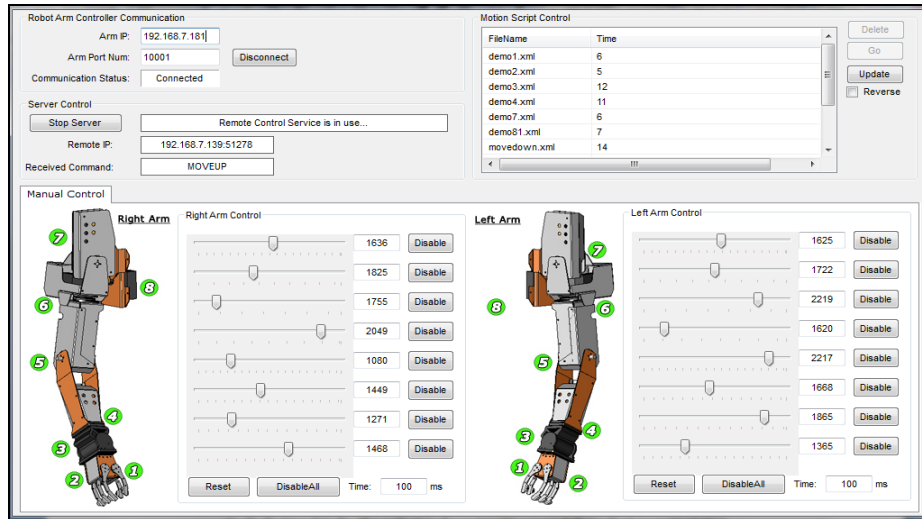 Robot Arm Controller Communication
Arm IP: 192.168.7.181
Arm Port Num: 10001 Disconnect
Communication Status: Connected
Server Control
Stop Server Remote Control Service is in use...
Remote IP: 192.168.7.139:51278
Received Command: MOVEUP
Motion Script Control
FileName Time
demo1.xml 6
demo2.xml 5
demo3.xml 12
demo4.xml 11
demo7.xml 6
demo81.xml 7
movedown.xml 14
Delete
Go
Update
Reverse
Manual Control
Right Arm
7
8
6
5
4
3
1
2
Right Arm Control
1636 Disable
1825 Disable
1755 Disable
2049 Disable
1080 Disable
1449 Disable
1271 Disable
1468 Disable
Reset DisableAll Time: 100 ms
Left Arm
7
8
6
5
4
3
1
2
Left Arm Control
1625 Disable
1722 Disable
2219 Disable
1620 Disable
2217 Disable
1668 Disable
1865 Disable
1365 Disable
Reset DisableAll Time: 100 ms